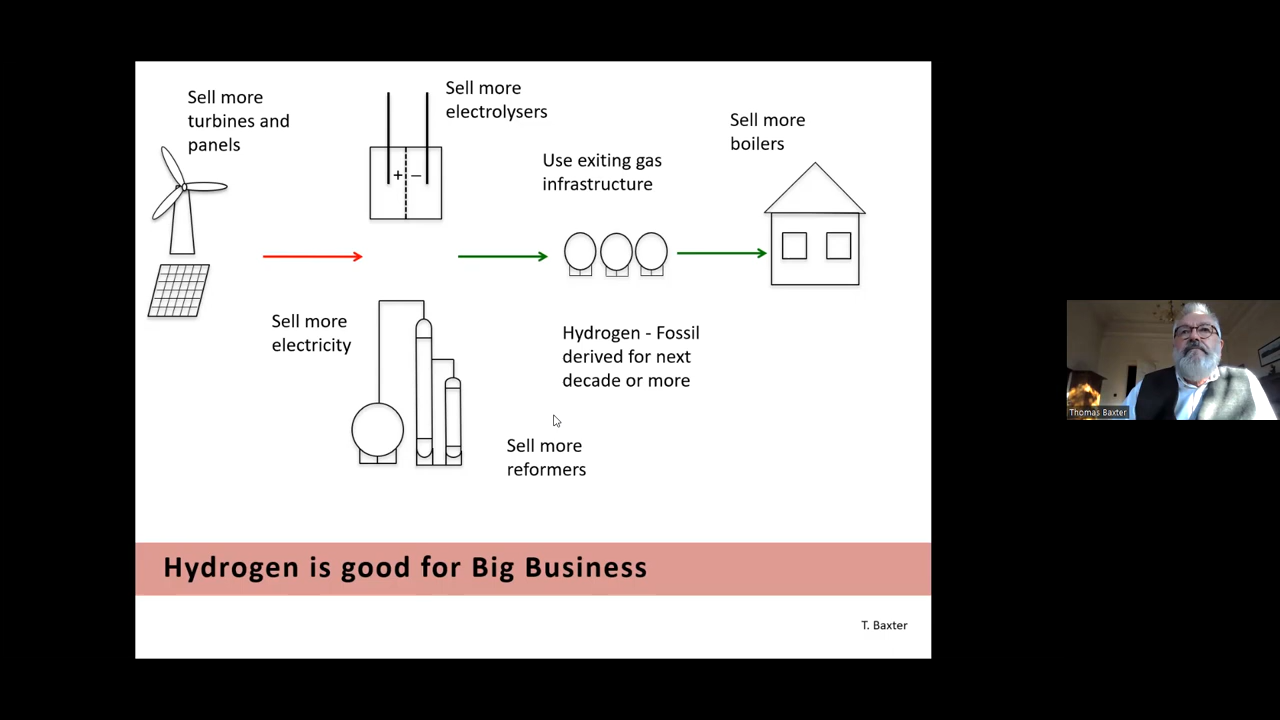 Sell more
turbines and
panels
Sell more
electrolysers
Use exiting gas
infrastructure
Sell more
boilers
+ –
Sell more
electricity
Hydrogen - Fossil
derived for next
decade or more
Sell more
reformers
Hydrogen is good for Big Business
T. Baxter
Thomas Baxter